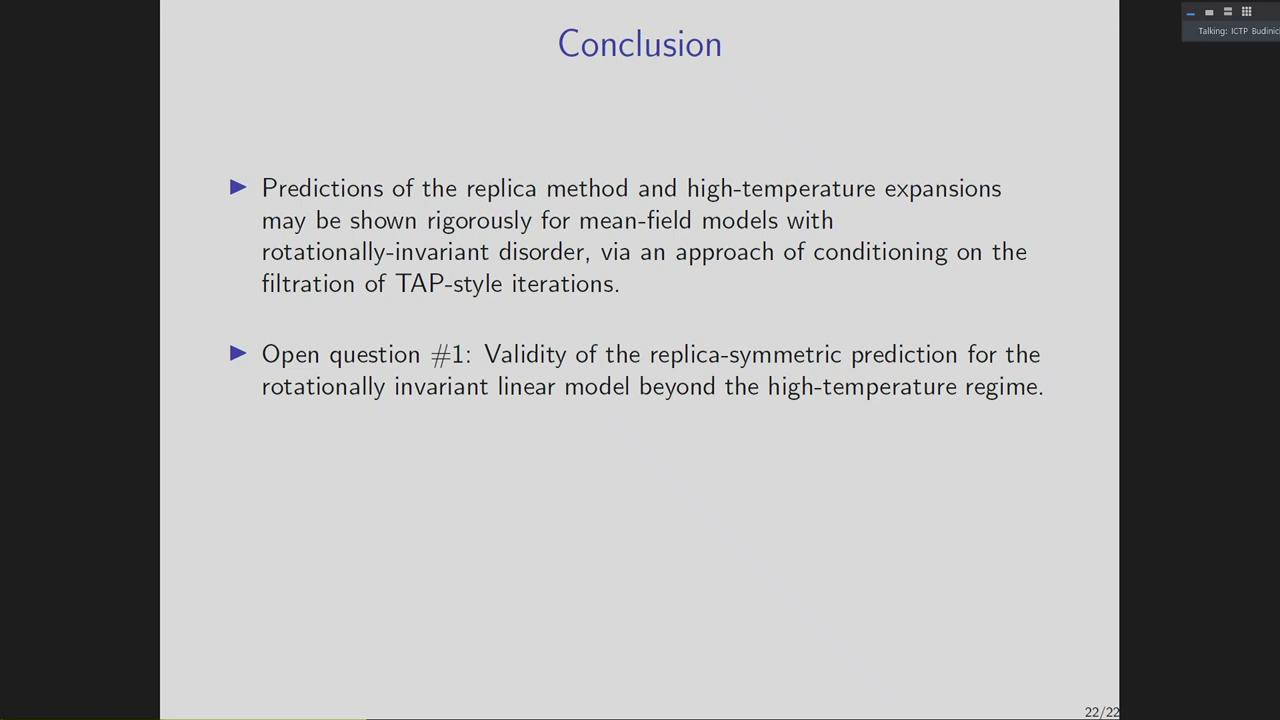 Talking: ICTP Budinic
Conclusion
Predictions of the replica method and high-temperature expansions
may be shown rigorously for mean-field models with
rotationally-invariant disorder, via an approach of conditioning on the
filtration of TAP-style iterations.
Open question #1: Validity of the replica-symmetric prediction for the
rotationally invariant linear model beyond the high-temperature regime.
22/22